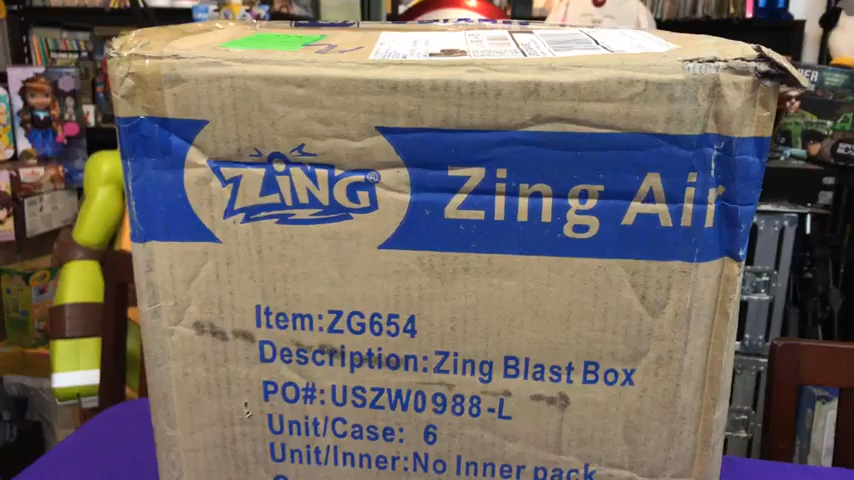 ZING
ZiNG®
Zing Air
Item:ZG654
Description:Zing Blast Box
PO#:USZW0988-L
Unit/Case: 6
Unit/Inner:No Inner pack